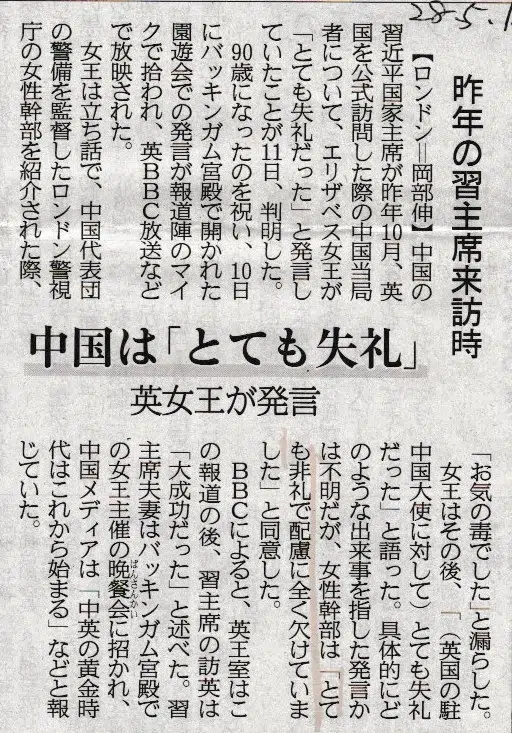 28.5.1
昨年の習主席来訪時
中国は「とても失礼」
英女王が発言
【ロンドン=岡部伸】中国の
習近平国家主席が昨年10月、英
国を公式訪問した際の中国当局
者について、エリザベス女王が
「とても失礼だった」と発言し
ていたことが11日、判明した。
90歳になったのを祝い、10日
にバッキンガム宮殿で開かれた
園遊会での発言が報道陣のマイ
クで拾われ、英BBC放送など
で放映された。
女王は立ち話で、中国代表団
の警備を監督したロンドン警視
庁の女性幹部を紹介された際、
「お気の毒でした」と漏らした。
女王はその後、「(英国の駐
中国大使に対して)とても失礼
だった」と語った。具体的にど
のような出来事を指した発言か
は不明だが、女性幹部は「とて
も非礼で配慮に全く欠けていま
した」と同意した。
BBCによると、英王室はこ
の報道の後、習主席の訪英は
「大成功だった」と述べた。習
主席夫妻はバッキンガム宮殿で
の女王主催の晩餐会に招かれ、
ばんさんかい
中国メディアは「中英の黄金時
代はこれから始まる」などと報
じていた。